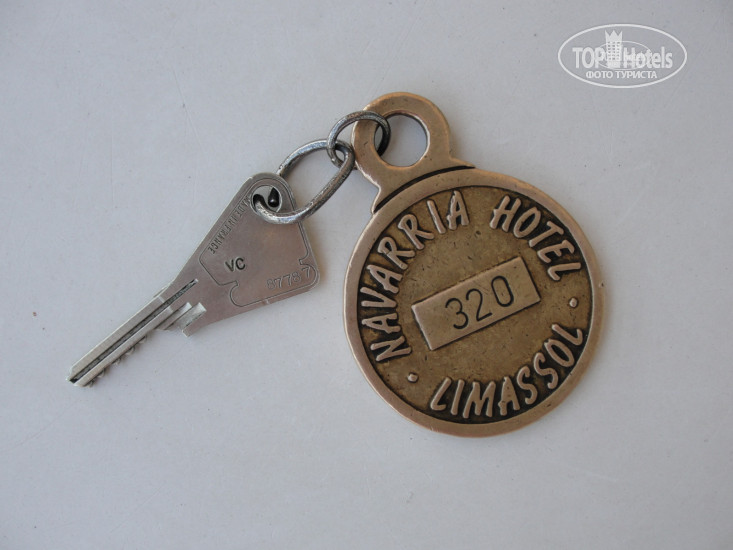 TOP Hotels
ФОТО ТУРИСТА
NAVARRIA HOTEL
320
LIMASSOL
VC